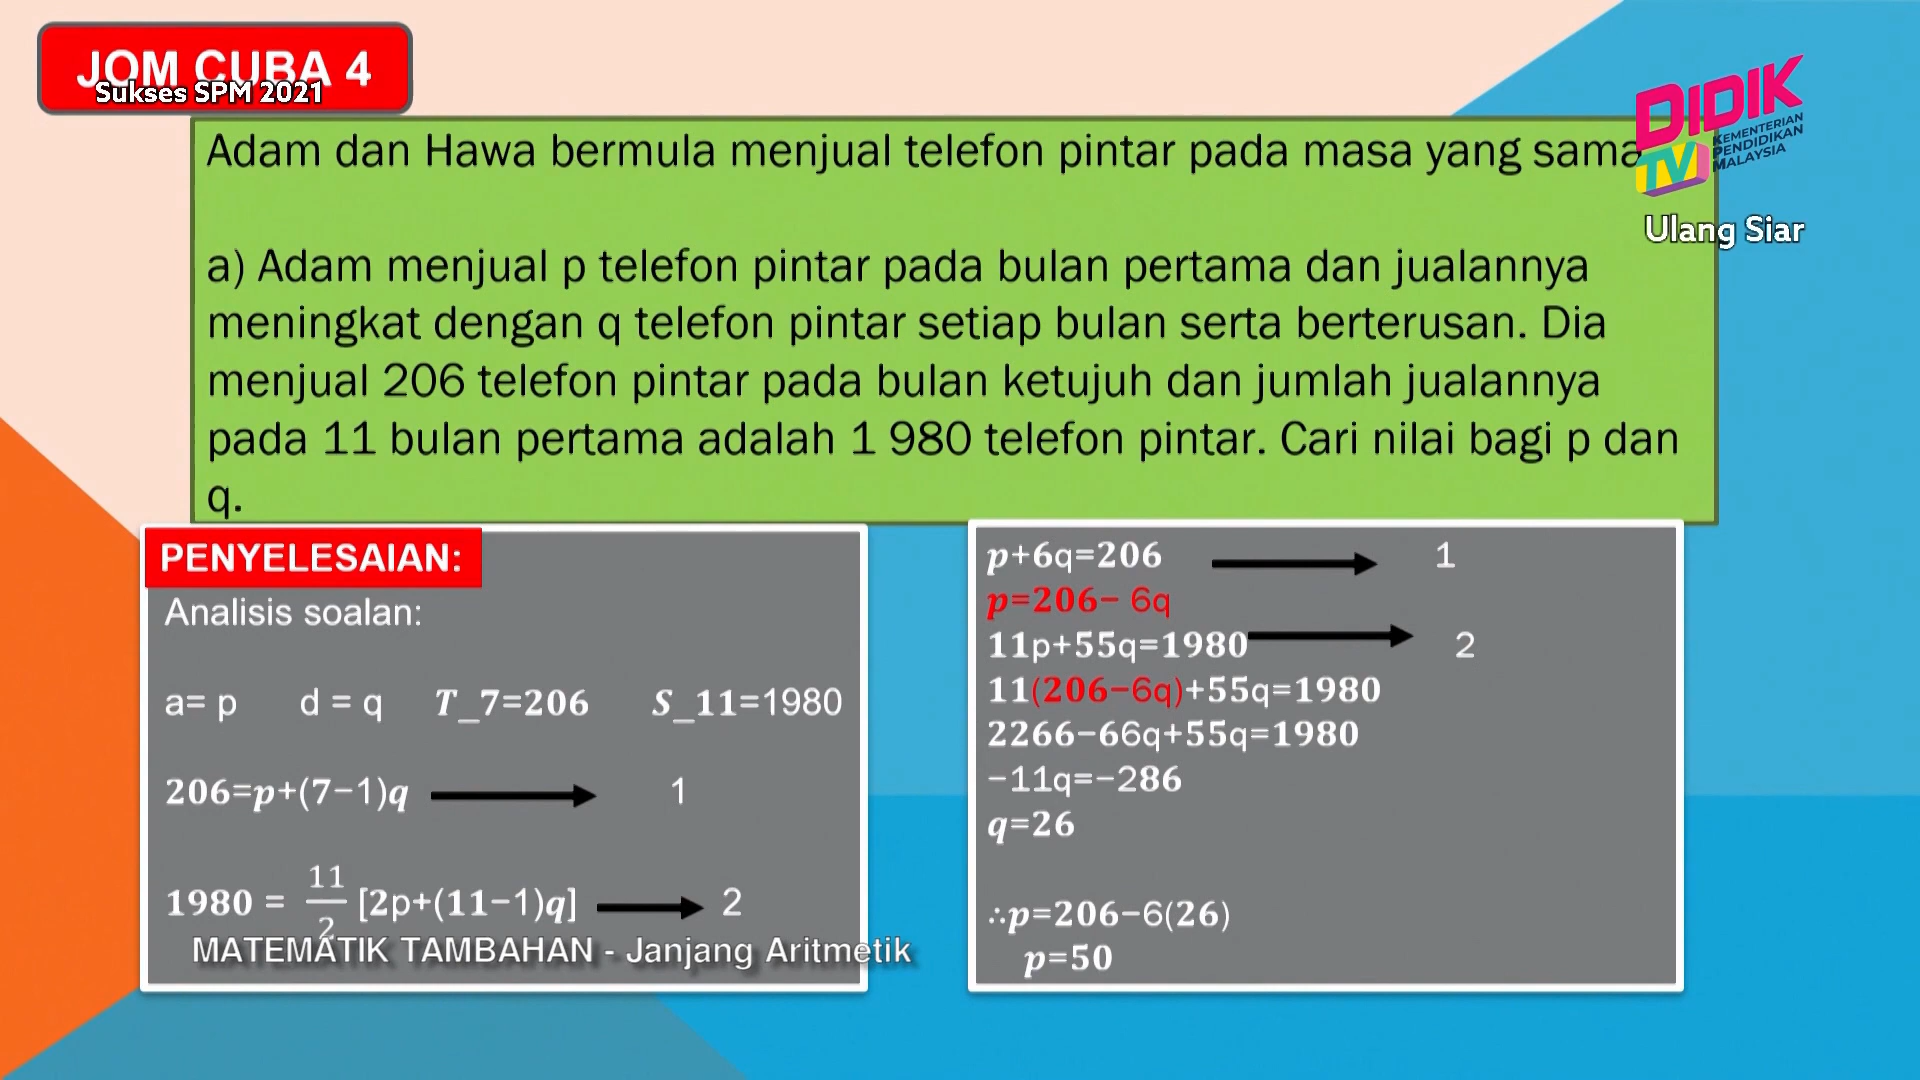 JOM CUBA 4
Sukses SPM 2021
DIDIK
TV
KEMENTERIAN
PENDIDIKAN
MALAYSIA
Ulang Siar
Adam dan Hawa bermula menjual telefon pintar pada masa yang sama
a) Adam menjual p telefon pintar pada bulan pertama dan jualannya
meningkat dengan q telefon pintar setiap bulan serta berterusan. Dia
menjual 206 telefon pintar pada bulan ketujuh dan jumlah jualannya
pada 11 bulan pertama adalah 1 980 telefon pintar. Cari nilai bagi p dan
q.
PENYELESAIAN:
Analisis soalan:
a= p d = q T_7=206 S_11=1980
206=p+(7−1)q 1
1980 = 11/2 [2p+(11−1)q] 2
MATEMATIK TAMBAHAN - Janjang Aritmetik
p+6q=206 1
p=206− 6q
11p+55q=1980 2
11(206−6q)+55q=1980
2266−66q+55q=1980
−11q=−286
q=26
∴p=206−6(26)
p=50